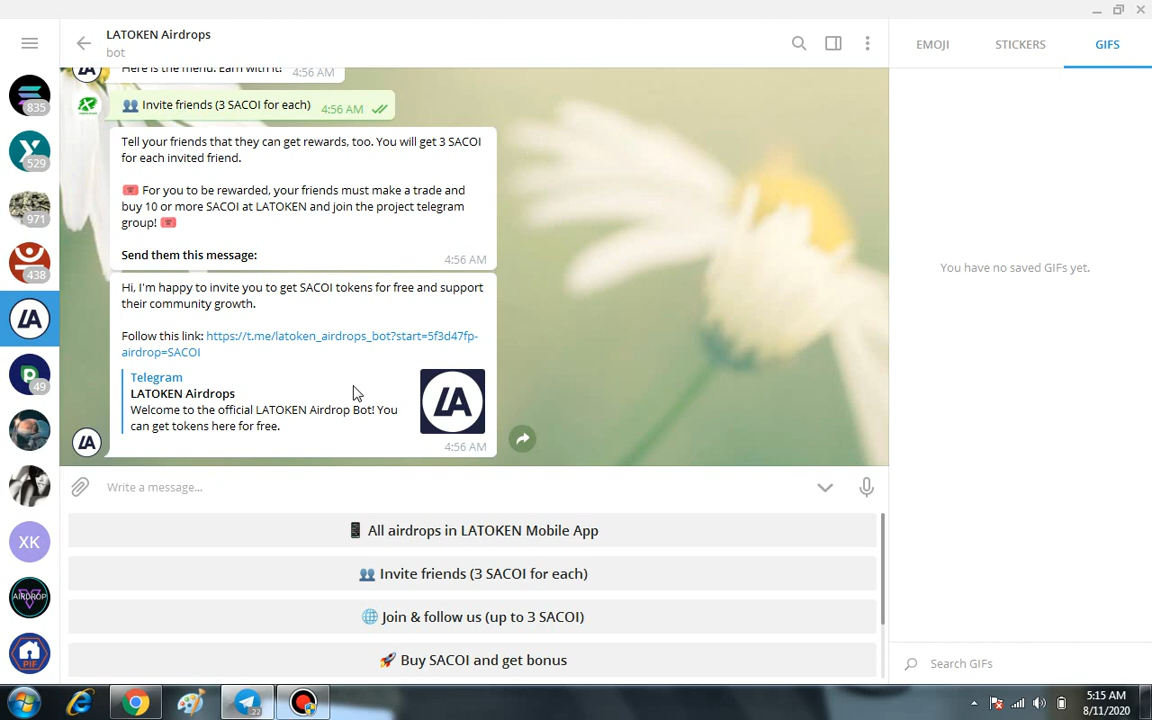 LATOKEN Airdrops
bot
EMOJI
STICKERS
GIFS
Here is the menu. Earn with it!
4:56 AM
Invite friends (3 SACOI for each)
4:56 AM
Tell your friends that they can get rewards, too. You will get 3 SACOI
for each invited friend.
For you to be rewarded, your friends must make a trade and
buy 10 or more SACOI at LATOKEN and join the project telegram
group!
Send them this message:
4:56 AM
Hi, I'm happy to invite you to get SACOI tokens for free and support
their community growth.
Follow this link: https://t.me/latoken_airdrops_bot?start=5f3d47fp-
airdrop=SACOI
Telegram
LATOKEN Airdrops
Welcome to the official LATOKEN Airdrop Bot! You
can get tokens here for free.
LA
4:56 AM
LA
Write a message...
All airdrops in LATOKEN Mobile App
Invite friends (3 SACOI for each)
Join & follow us (up to 3 SACOI)
Buy SACOI and get bonus
835
529
971
438
LA
49
XK
AIRDROP
PIF
You have no saved GIFs yet.
Search GIFs
22
5:15 AM
8/11/2020